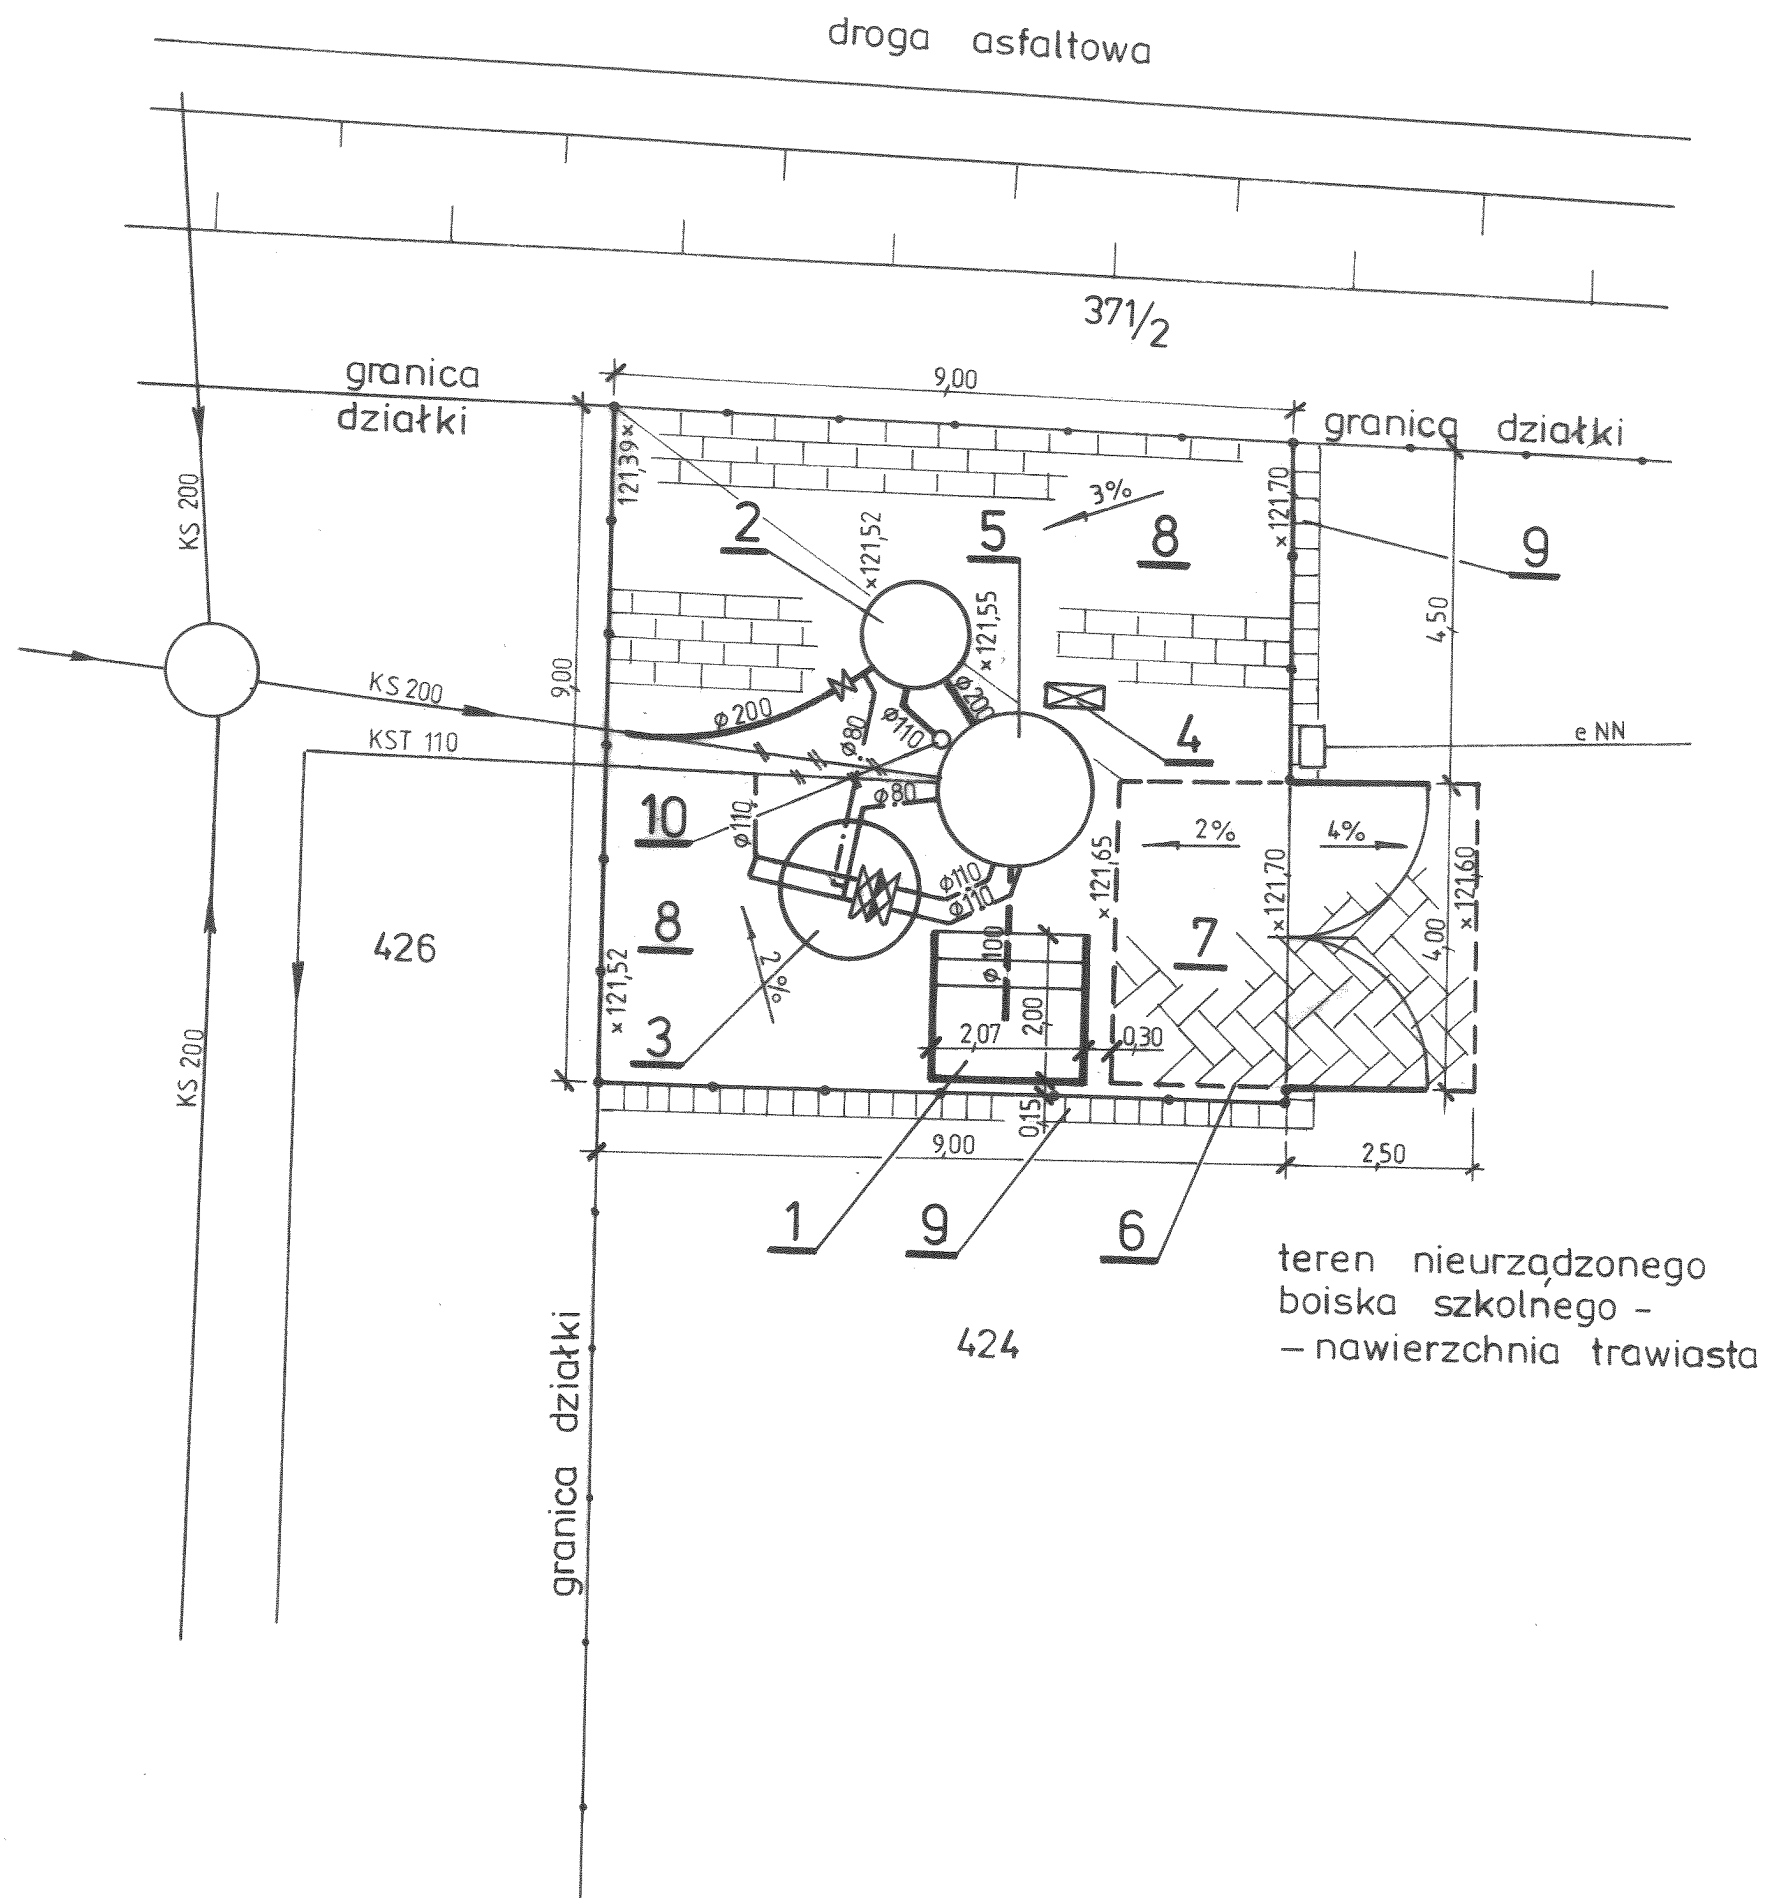 droga asfaltowa
371/2
granica
działki
9,00
granica działki
121,39×
×121,70
3%
2
5
8
9
×121,52
×121,55
4,50
KS 200
9,00
KS 200
ø 200
ø80
ø110
ø200
4
e NN
KST 110
10
ø110
ø80
2%
4%
×121,65
×121,70
×121,60
4,00
ø110
ø110
8
426
7
ø 100
2%
×121,52
3
2,07
2,00
0,30
KS 200
0,15
9,00
2,50
1
9
6
teren nieurządzonego
boiska szkolnego -
- nawierzchnia trawiasta
424
granica działki